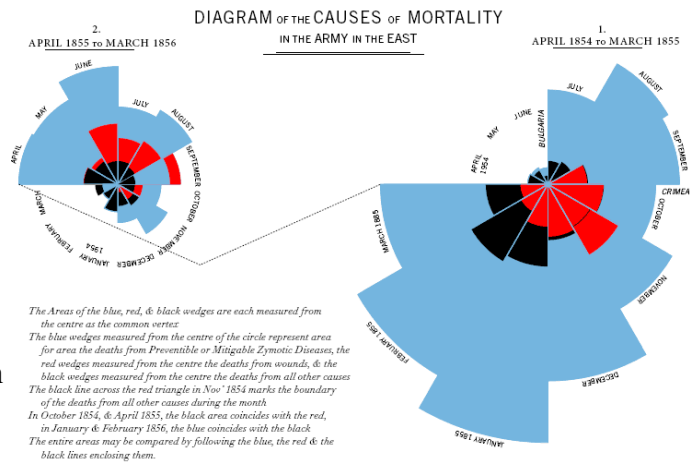 DIAGRAM OF THE CAUSES OF MORTALITY
IN THE ARMY IN THE EAST
2.
APRIL 1855 TO MARCH 1856
1.
APRIL 1854 TO MARCH 1855
APRIL
MAY
JUNE
JULY
AUGUST
SEPTEMBER
OCTOBER
NOVEMBER
DECEMBER
JANUARY
1954
FEBRUARY
MARCH
APRIL
1954
MAY
JUNE
BULGARIA
JULY
AUGUST
SEPTEMBER
CRIMEA
OCTOBER
NOVEMBER
DECEMBER
JANUARY 1855
FEBRUARY 1855
MARCH 1885
The Areas of the blue, red, & black wedges are each measured from
the centre as the common vertex
The blue wedges measured from the centre of the circle represent area
for area the deaths from Preventible or Mitigable Zymotic Diseases, the
red wedges measured from the centre the deaths from wounds, & the
black wedges measured from the centre the deaths from all other causes
The black line across the red triangle in Nov' 1854 marks the boundary
of the deaths from all other causes during the month
In October 1854, & April 1855, the black area coincides with the red,
in January & February 1856, the blue coincides with the black
The entire areas may be compared by following the blue, the red & the
black lines enclosing them.